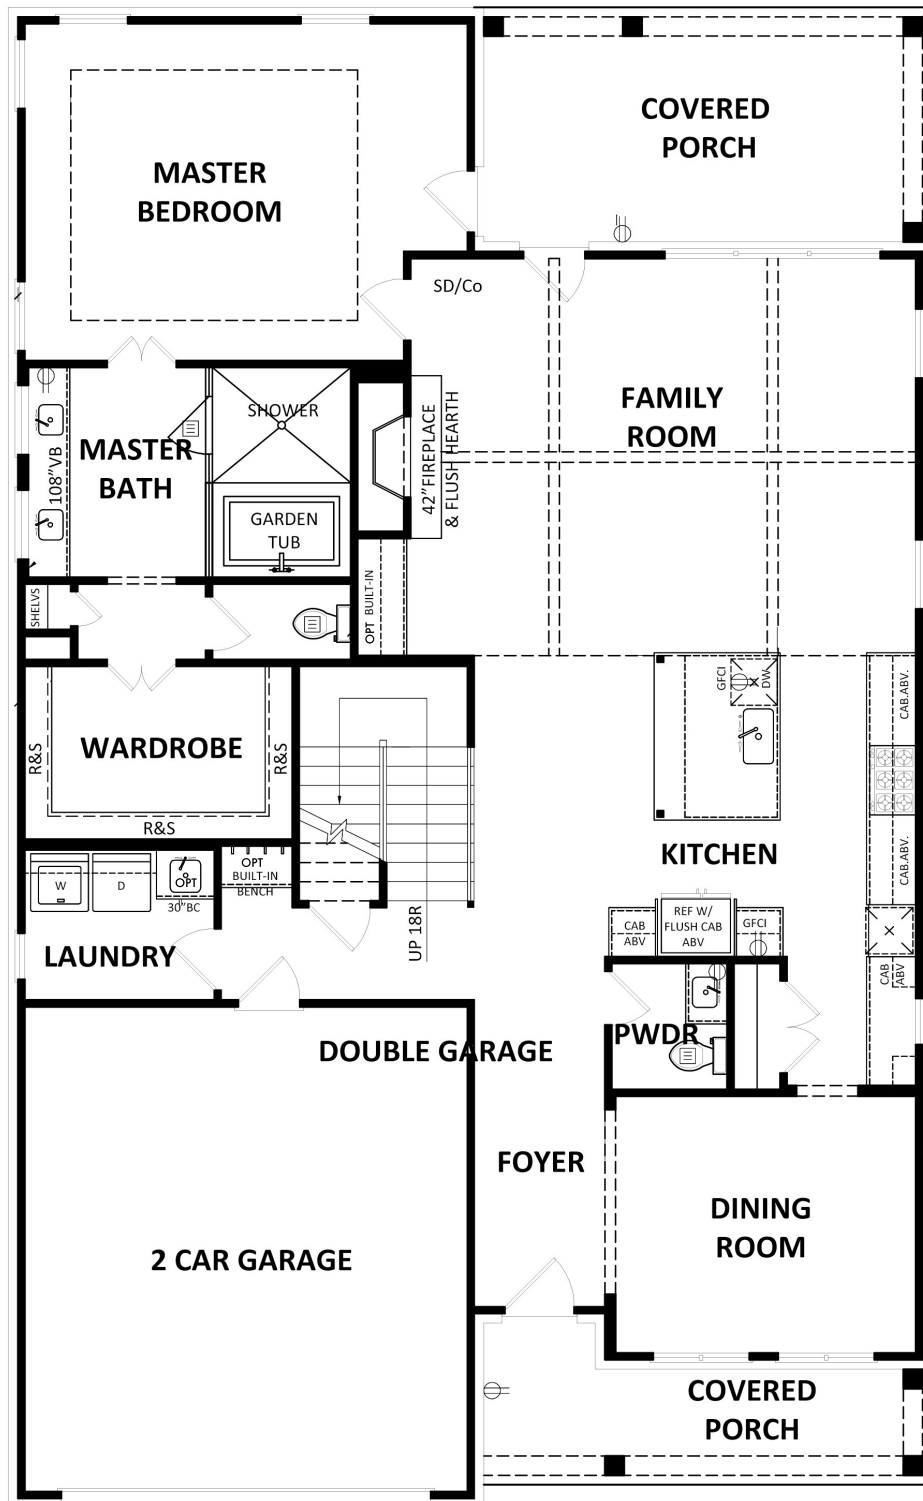 COVERED
PORCH
MASTER
BEDROOM
SD/Co
FAMILY
ROOM
SHOWER
42"FIREPLACE
& FLUSH HEARTH
MASTER
BATH
108"VB
GARDEN
TUB
SHELVS
OPT BUILT-IN
GFCI
DW
CAB.ABV.
WARDROBE
R&S
R&S
R&S
KITCHEN
CAB.ABV.
OPT
BUILT-IN
BENCH
W
D
OPT
30"BC
UP 18R
CAB
ABV
REF W/
FLUSH CAB
ABV
GFCI
LAUNDRY
CAB
ABV
PWDR
DOUBLE GARAGE
FOYER
DINING
ROOM
2 CAR GARAGE
COVERED
PORCH